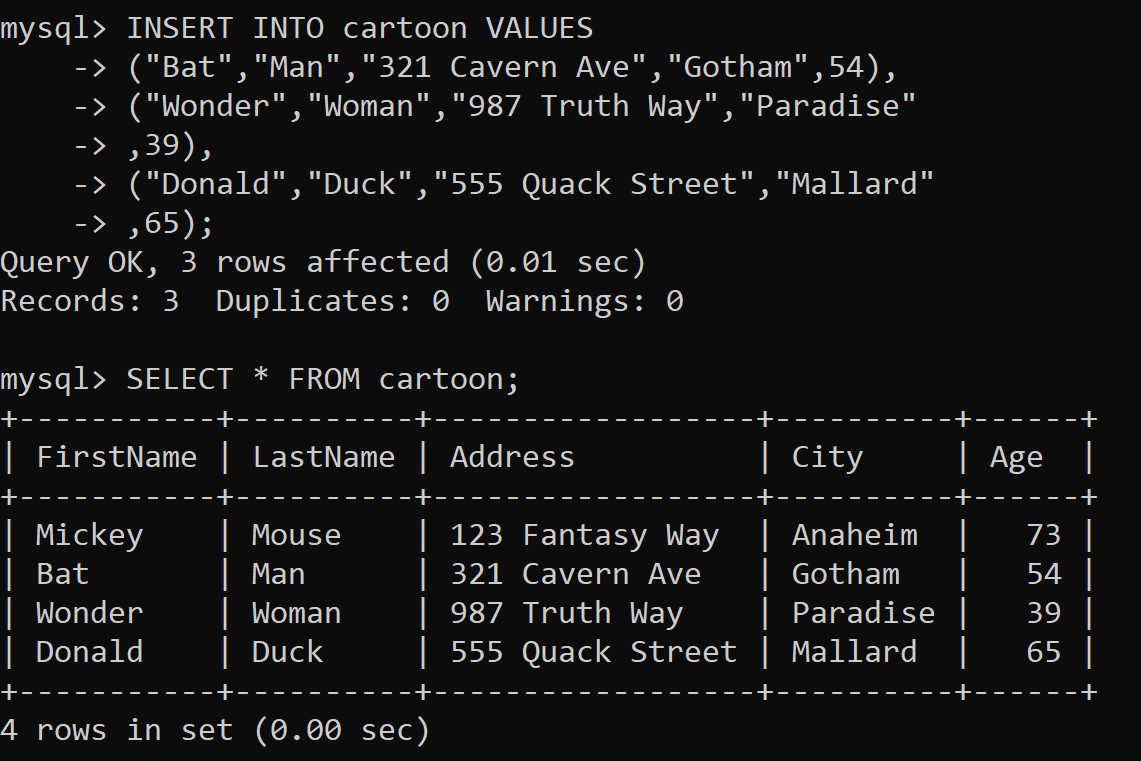 mysql> INSERT INTO cartoon VALUES
    -> ("Bat","Man","321 Cavern Ave","Gotham",54),
    -> ("Wonder","Woman","987 Truth Way","Paradise"
    -> ,39),
    -> ("Donald","Duck","555 Quack Street","Mallard"
    -> ,65);
Query OK, 3 rows affected (0.01 sec)
Records: 3  Duplicates: 0  Warnings: 0

mysql> SELECT * FROM cartoon;
+-----------+----------+------------------+----------+------+
| FirstName | LastName | Address          | City     | Age  |
+-----------+----------+------------------+----------+------+
| Mickey    | Mouse    | 123 Fantasy Way  | Anaheim  |   73 |
| Bat       | Man      | 321 Cavern Ave   | Gotham   |   54 |
| Wonder    | Woman    | 987 Truth Way    | Paradise |   39 |
| Donald    | Duck     | 555 Quack Street | Mallard  |   65 |
+-----------+----------+------------------+----------+------+
4 rows in set (0.00 sec)